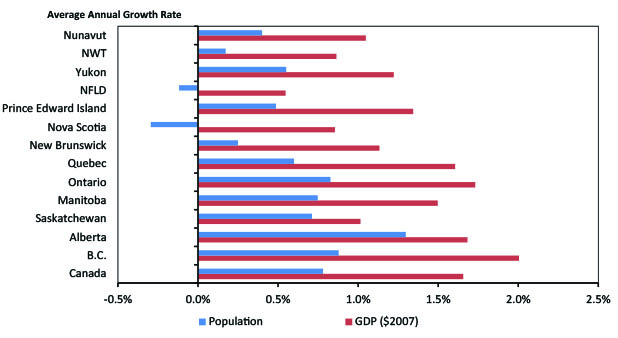 Average Annual Growth Rate
Nunavut
NWT
Yukon
NFLD
Prince Edward Island
Nova Scotia
New Brunswick
Quebec
Ontario
Manitoba
Saskatchewan
Alberta
B.C.
Canada
-0.5% 0.0% 0.5% 1.0% 1.5% 2.0% 2.5%
Population GDP ($2007)